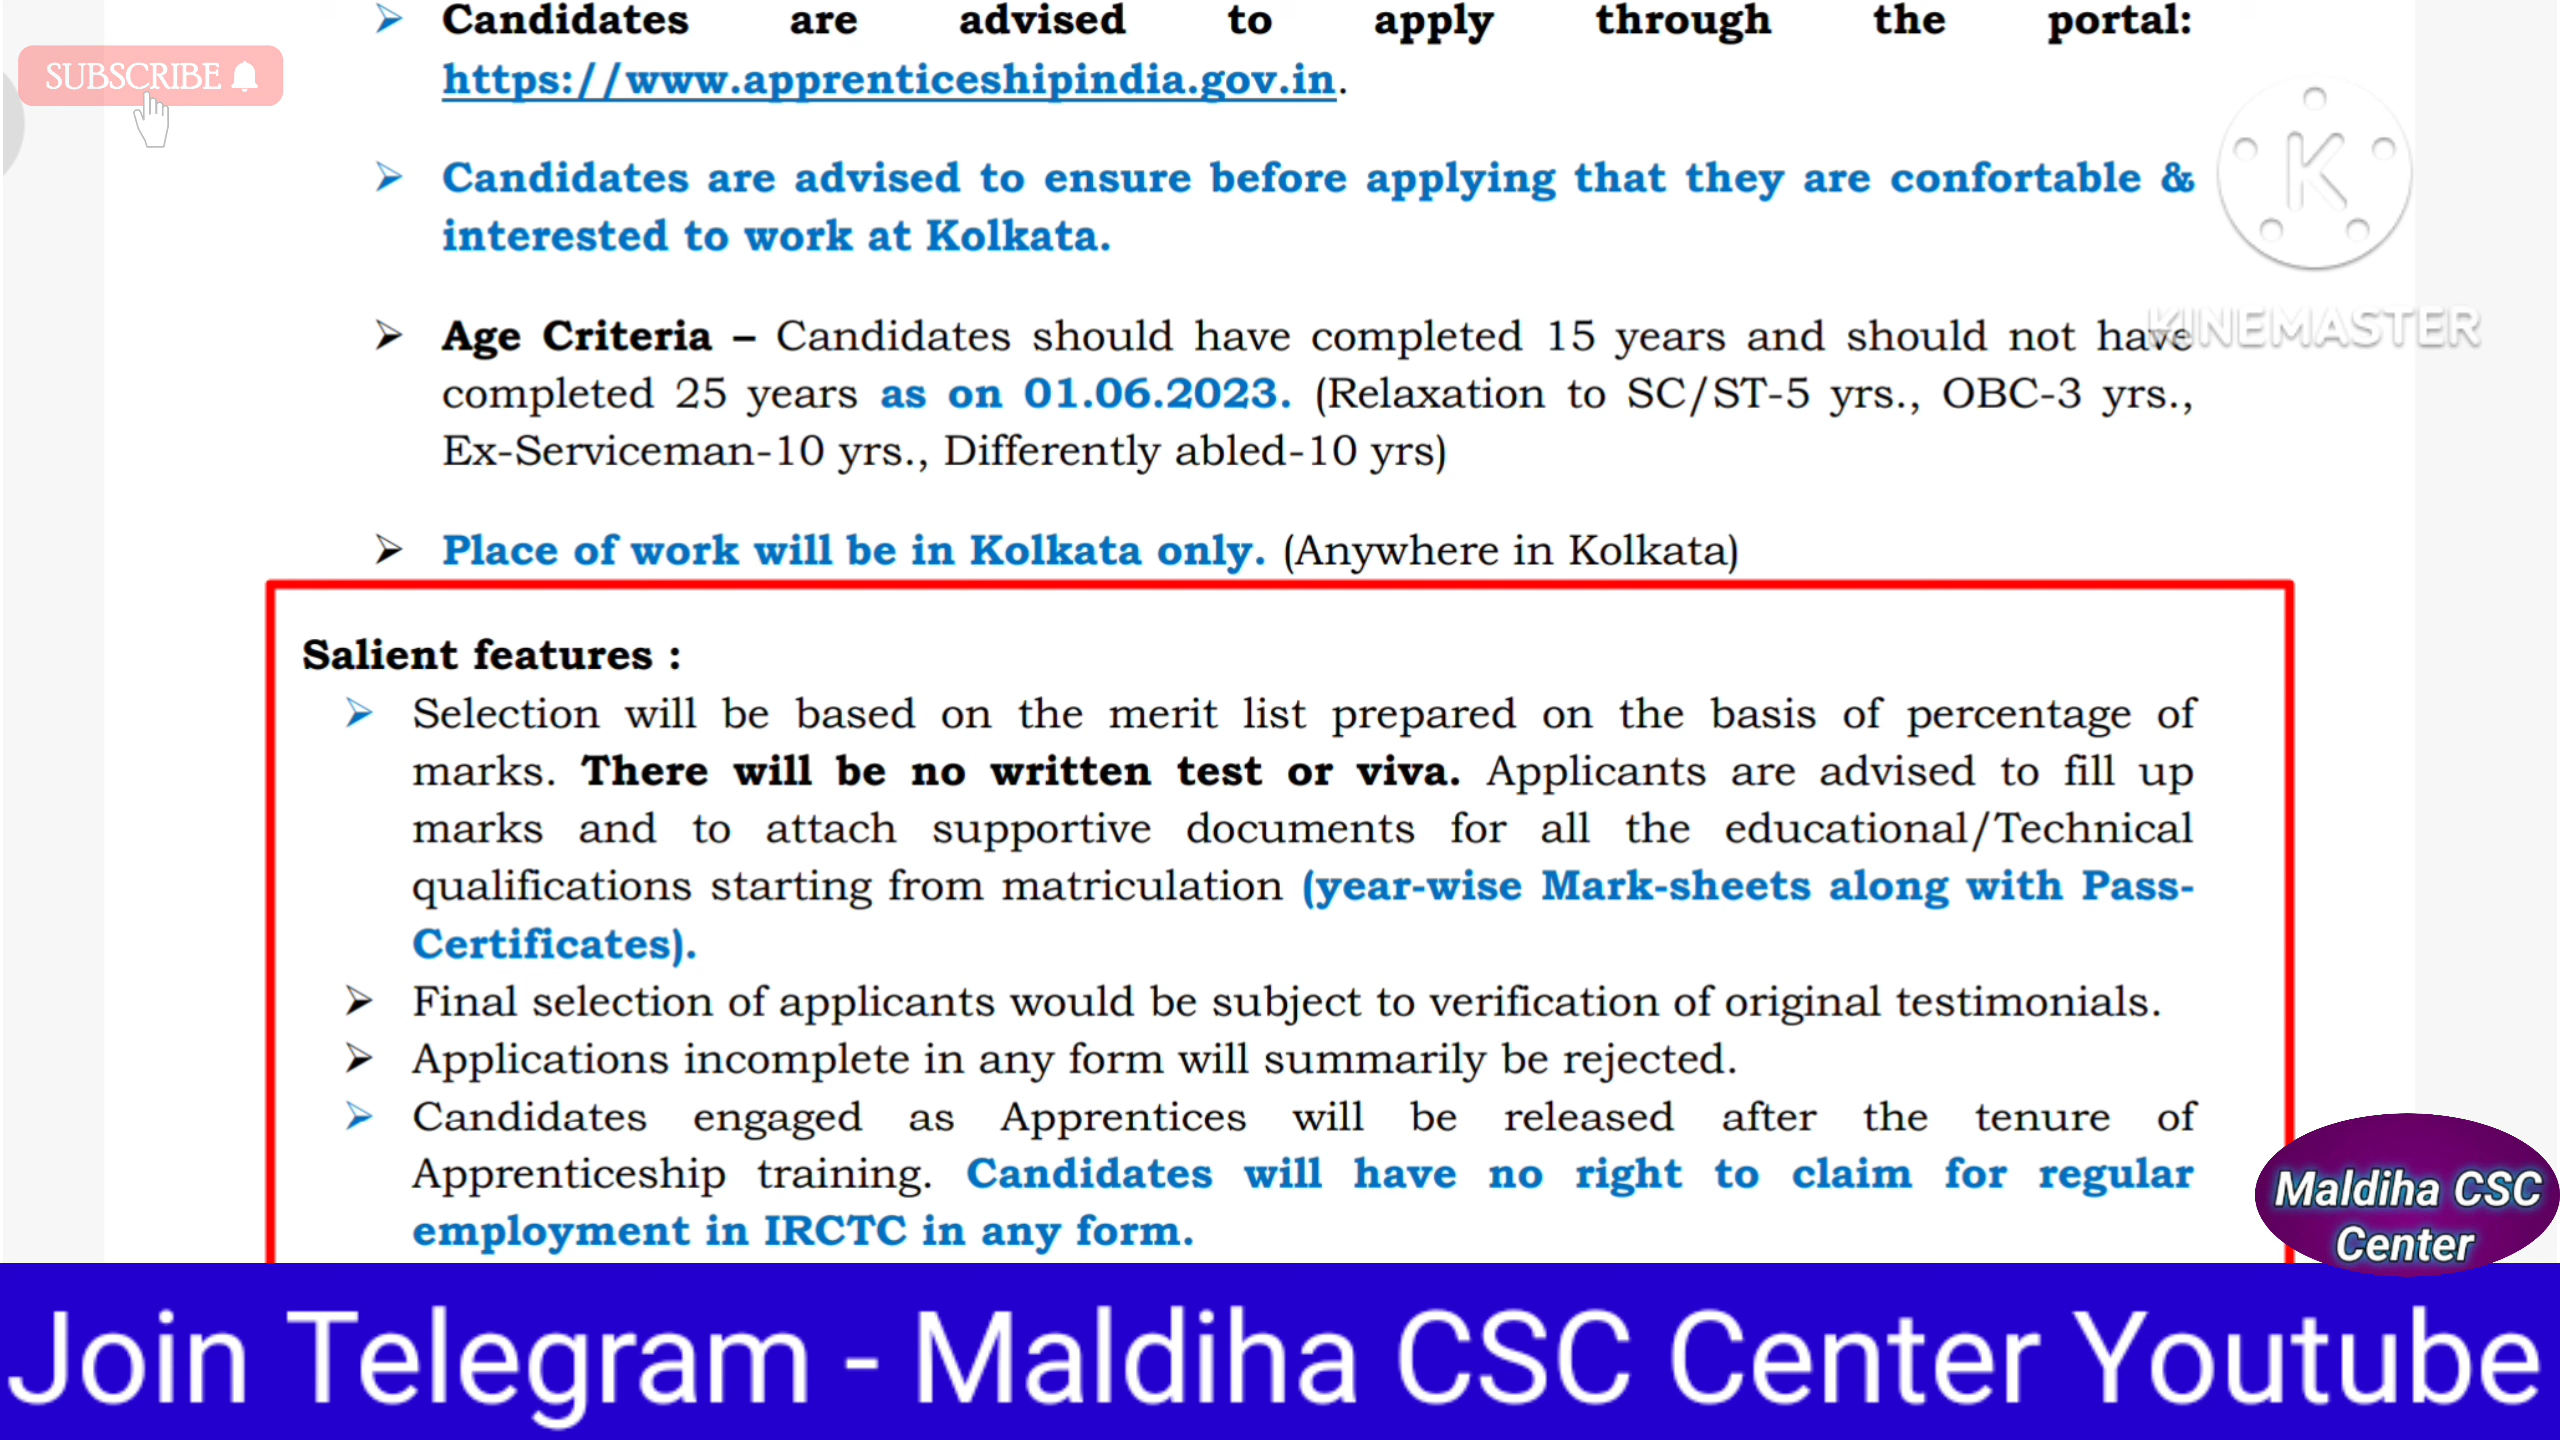 Candidates are advised to apply through the portal:
SUBSCRIBE
https://www.apprenticeshipindia.gov.in.
K
Candidates are advised to ensure before applying that they are confortable &
interested to work at Kolkata.
KINEMASTER
Age Criteria – Candidates should have completed 15 years and should not have
completed 25 years as on 01.06.2023. (Relaxation to SC/ST-5 yrs., OBC-3 yrs.,
Ex-Serviceman-10 yrs., Differently abled-10 yrs)
Place of work will be in Kolkata only. (Anywhere in Kolkata)
Salient features :
Selection will be based on the merit list prepared on the basis of percentage of
marks. There will be no written test or viva. Applicants are advised to fill up
marks and to attach supportive documents for all the educational/Technical
qualifications starting from matriculation (year-wise Mark-sheets along with Pass-
Certificates).
Final selection of applicants would be subject to verification of original testimonials.
Applications incomplete in any form will summarily be rejected.
Candidates engaged as Apprentices will be released after the tenure of
Apprenticeship training. Candidates will have no right to claim for regular
employment in IRCTC in any form.
Maldiha CSC
Center
Join Telegram - Maldiha CSC Center Youtube